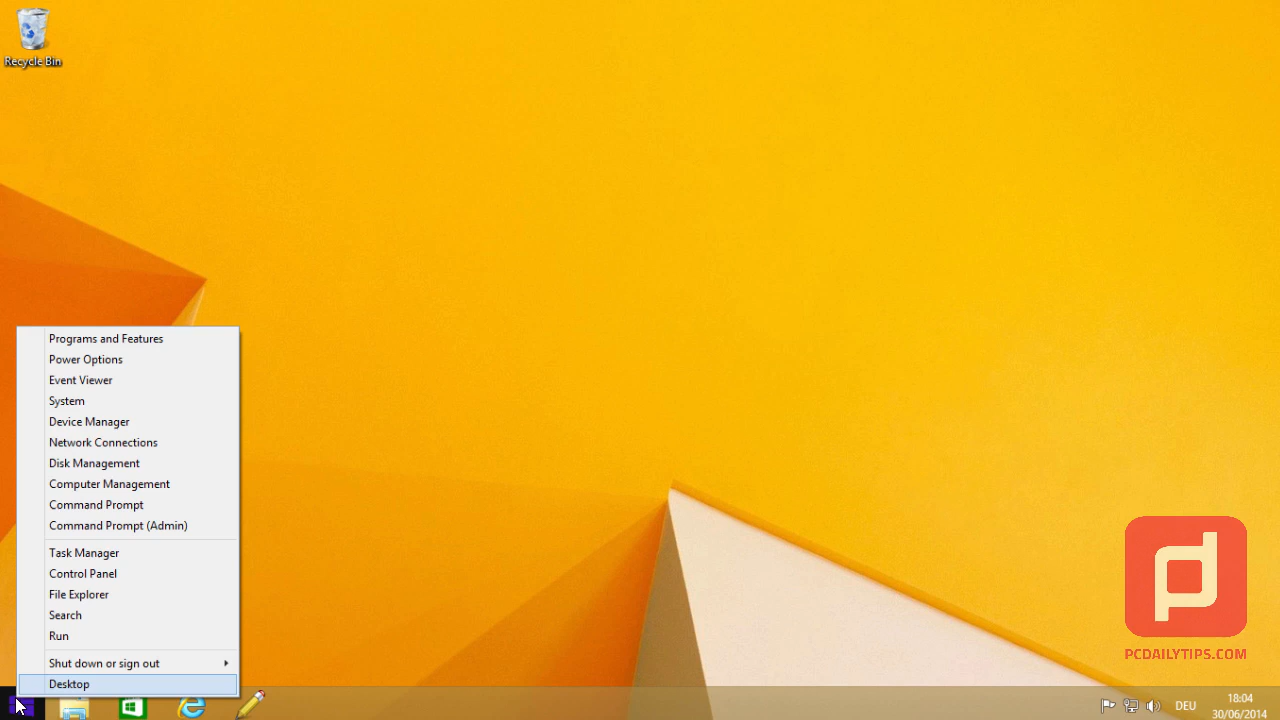 Recycle Bin
Programs and Features
Power Options
Event Viewer
System
Device Manager
Network Connections
Disk Management
Computer Management
Command Prompt
Command Prompt (Admin)
Task Manager
Control Panel
File Explorer
Search
Run
Shut down or sign out
Desktop
PCDAILYTIPS.COM
DEU
18:04
30/06/2014